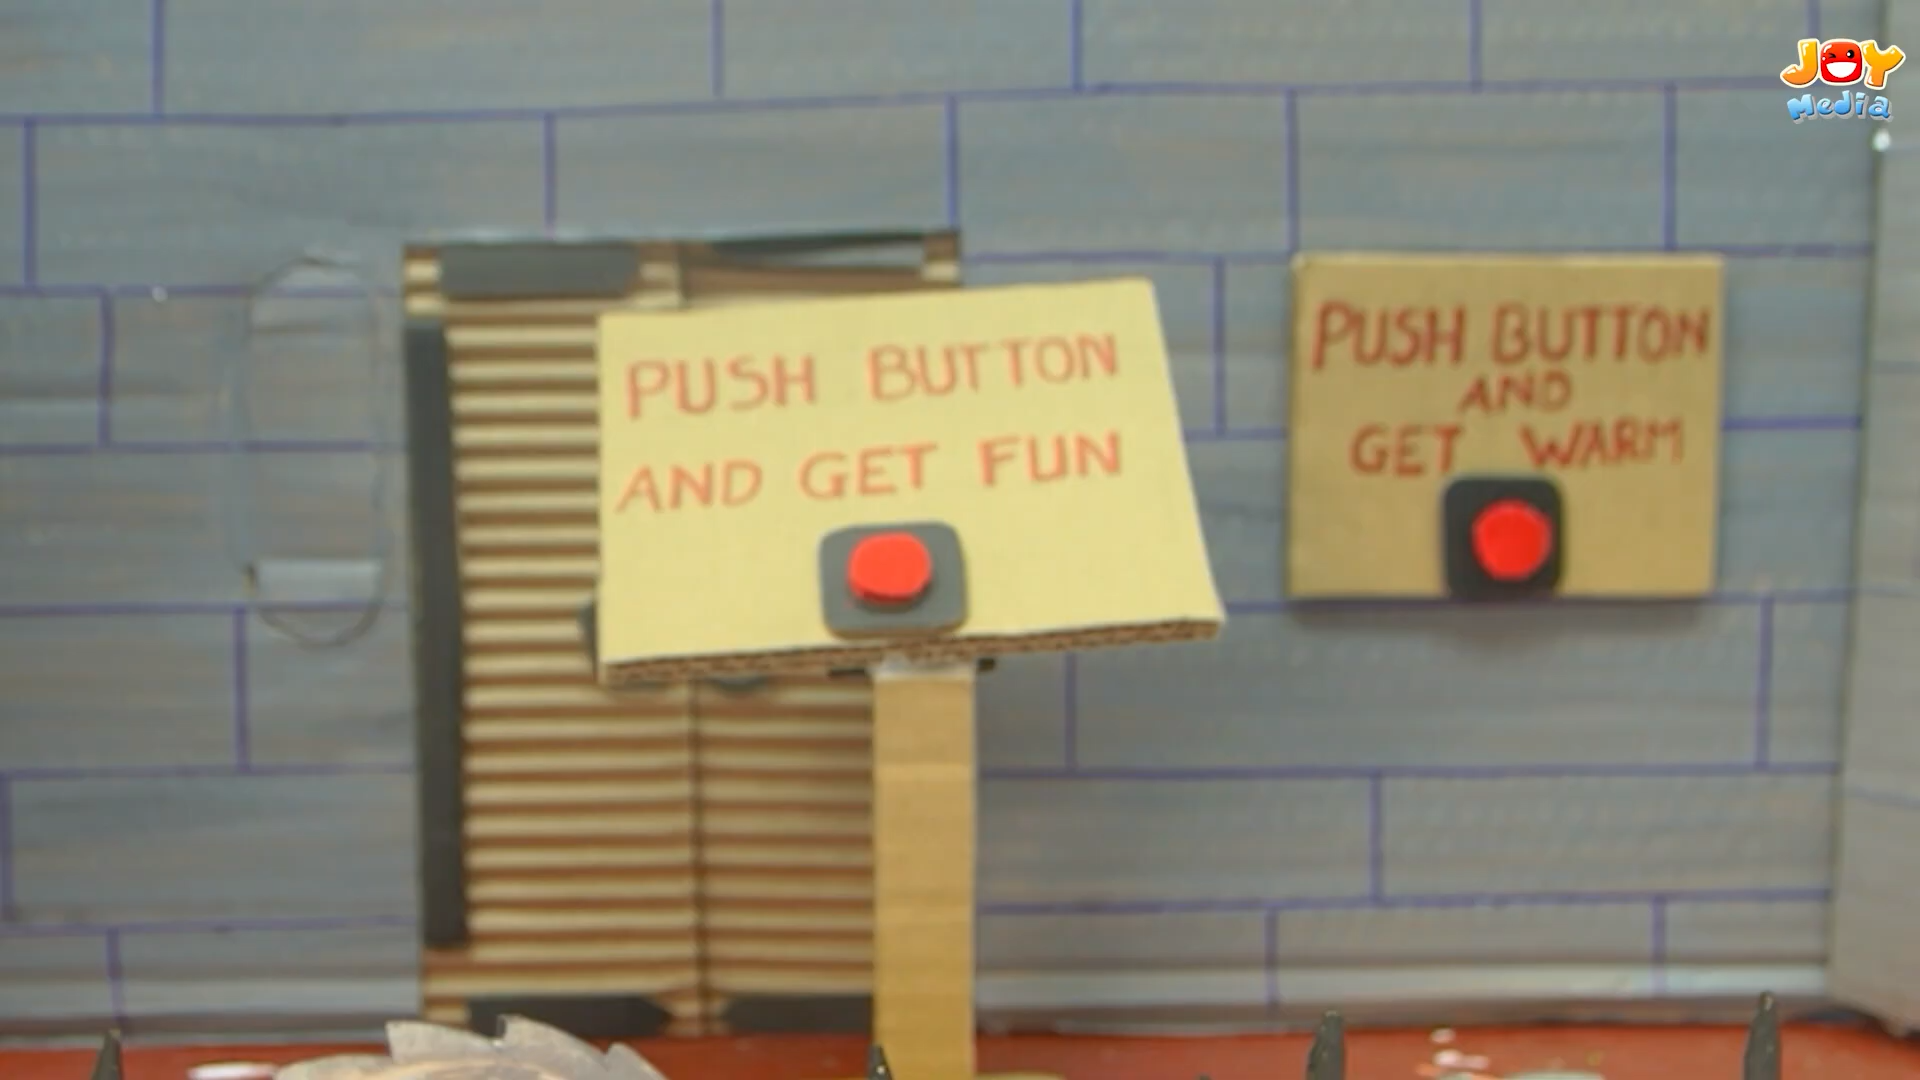 JOY
Media
PUSH BUTTON
AND GET FUN
PUSH BUTTON
AND
GET WARM